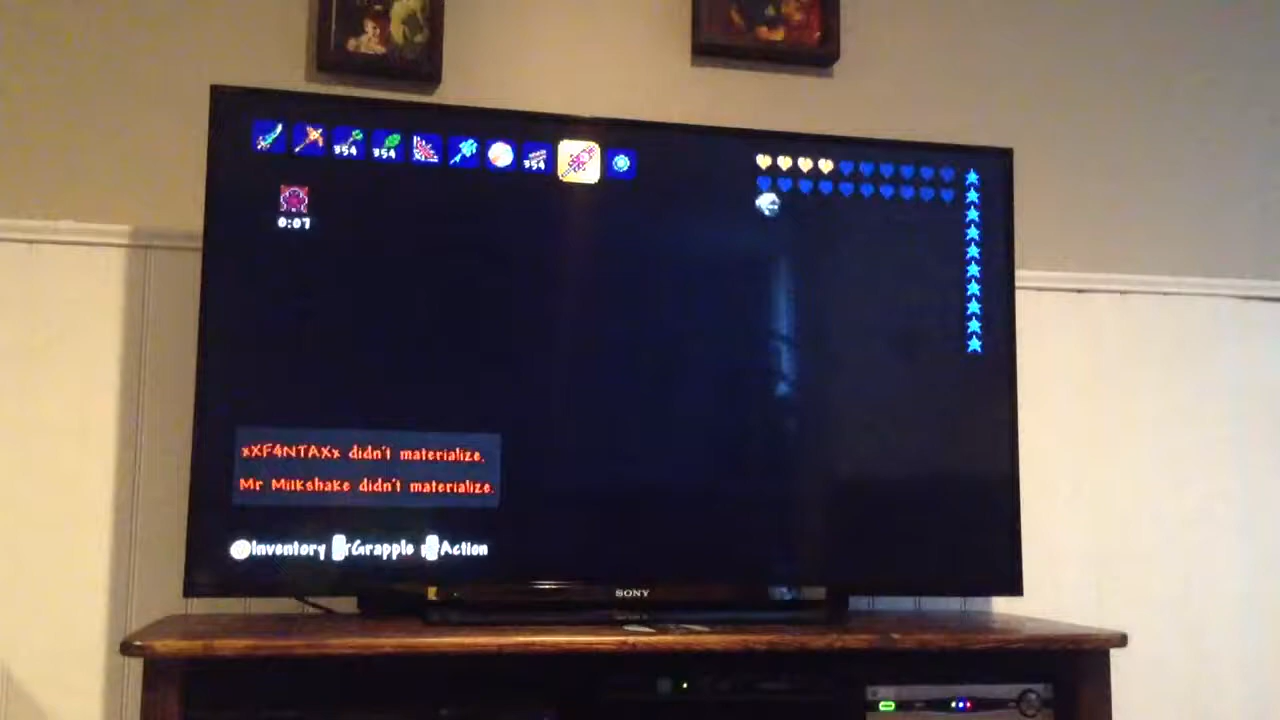 354
354
354
0:07
xXF4NTAXx didn't materialize.
Mr Milkshake didn't materialize.
Inventory Grapple Action
SONY